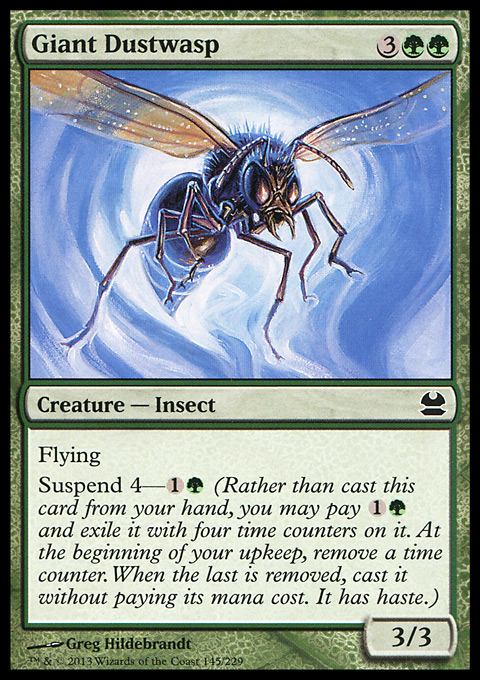 Giant Dustwasp 3
Creature — Insect
Flying
Suspend 4—1 (Rather than cast this
card from your hand, you may pay 1
and exile it with four time counters on it. At
the beginning of your upkeep, remove a time
counter. When the last is removed, cast it
without paying its mana cost. It has haste.)
Greg Hildebrandt
3/3
™ & © 2013 Wizards of the Coast 145/229